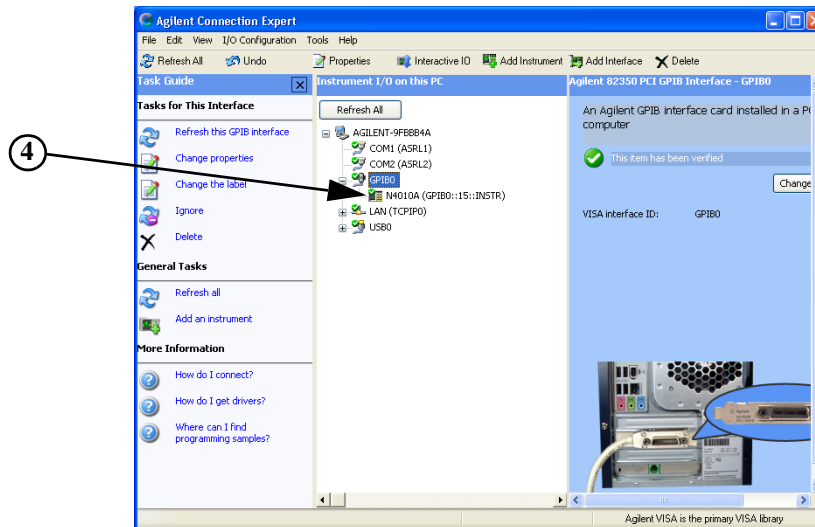 Agilent Connection Expert
File Edit View I/O Configuration Tools Help
Refresh All Undo Properties Interactive IO Add Instrument Add Interface Delete
Task Guide
Tasks for This Interface
Refresh this GPIB interface
Change properties
Change the label
Ignore
Delete
General Tasks
Refresh all
Add an instrument
More Information
How do I connect?
How do I get drivers?
Where can I find
programming samples?
4
Instrument I/O on this PC
Refresh All
AGILENT-9FBBB4A
COM1 (ASRL1)
COM2 (ASRL2)
GPIB0
N4010A (GPIB0::15::INSTR)
LAN (TCPIP0)
USB0
Agilent 82350 PCI GPIB Interface - GPIB0
An Agilent GPIB interface card installed in a
computer
This item has been verified
Change
VISA interface ID: GPIB0
Agilent
Agilent VISA is the primary VISA library